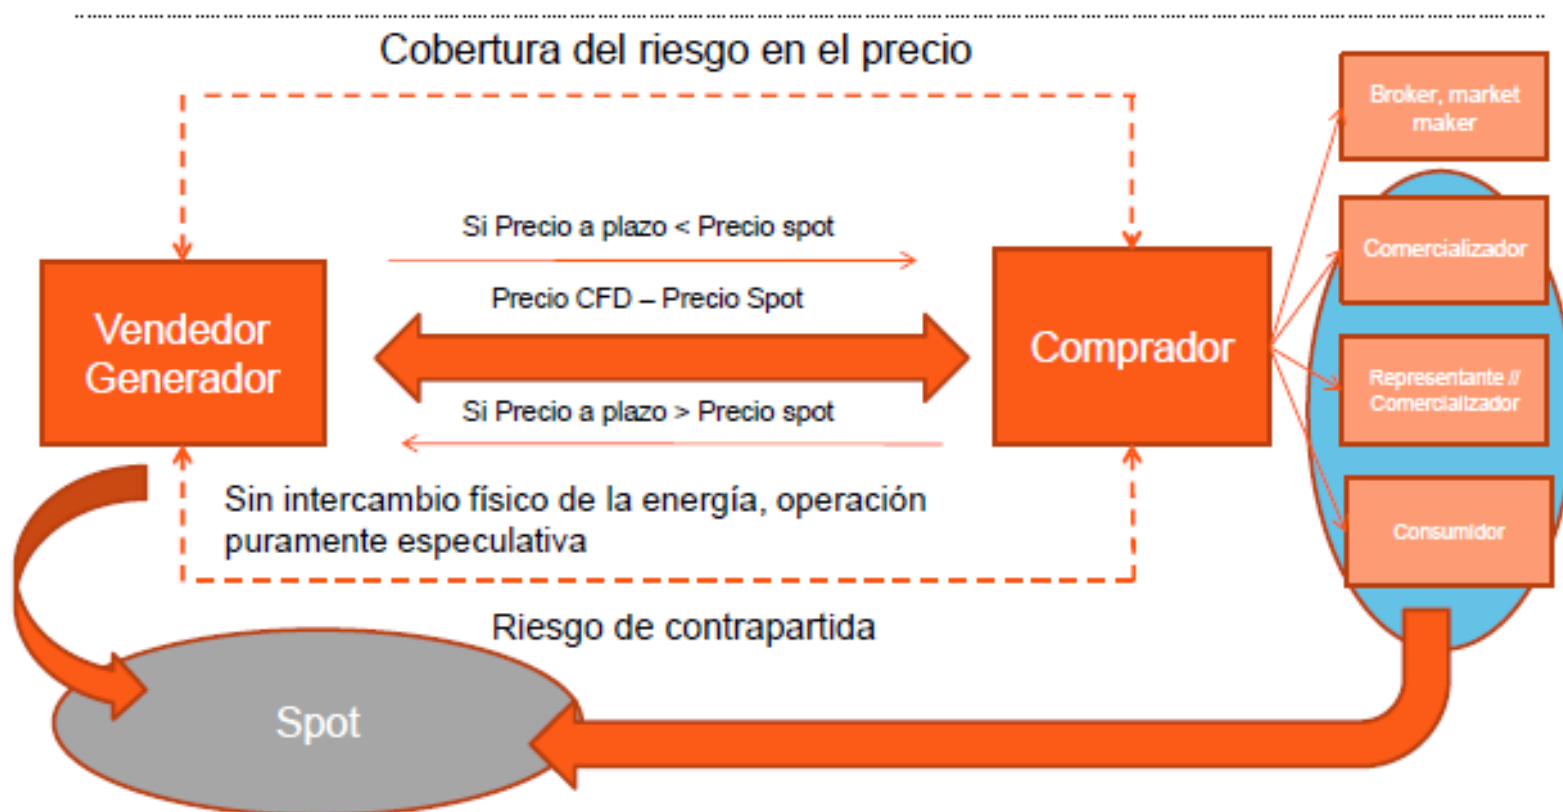 Cobertura del riesgo en el precio
Broker, market
maker
Si Precio a plazo < Precio spot
Comercializador
Precio CFD – Precio Spot
Vendedor
Generador
Comprador
Representante //
Comercializador
Si Precio a plazo > Precio spot
Sin intercambio físico de la energía, operación
puramente especulativa
Consumidor
Riesgo de contrapartida
Spot